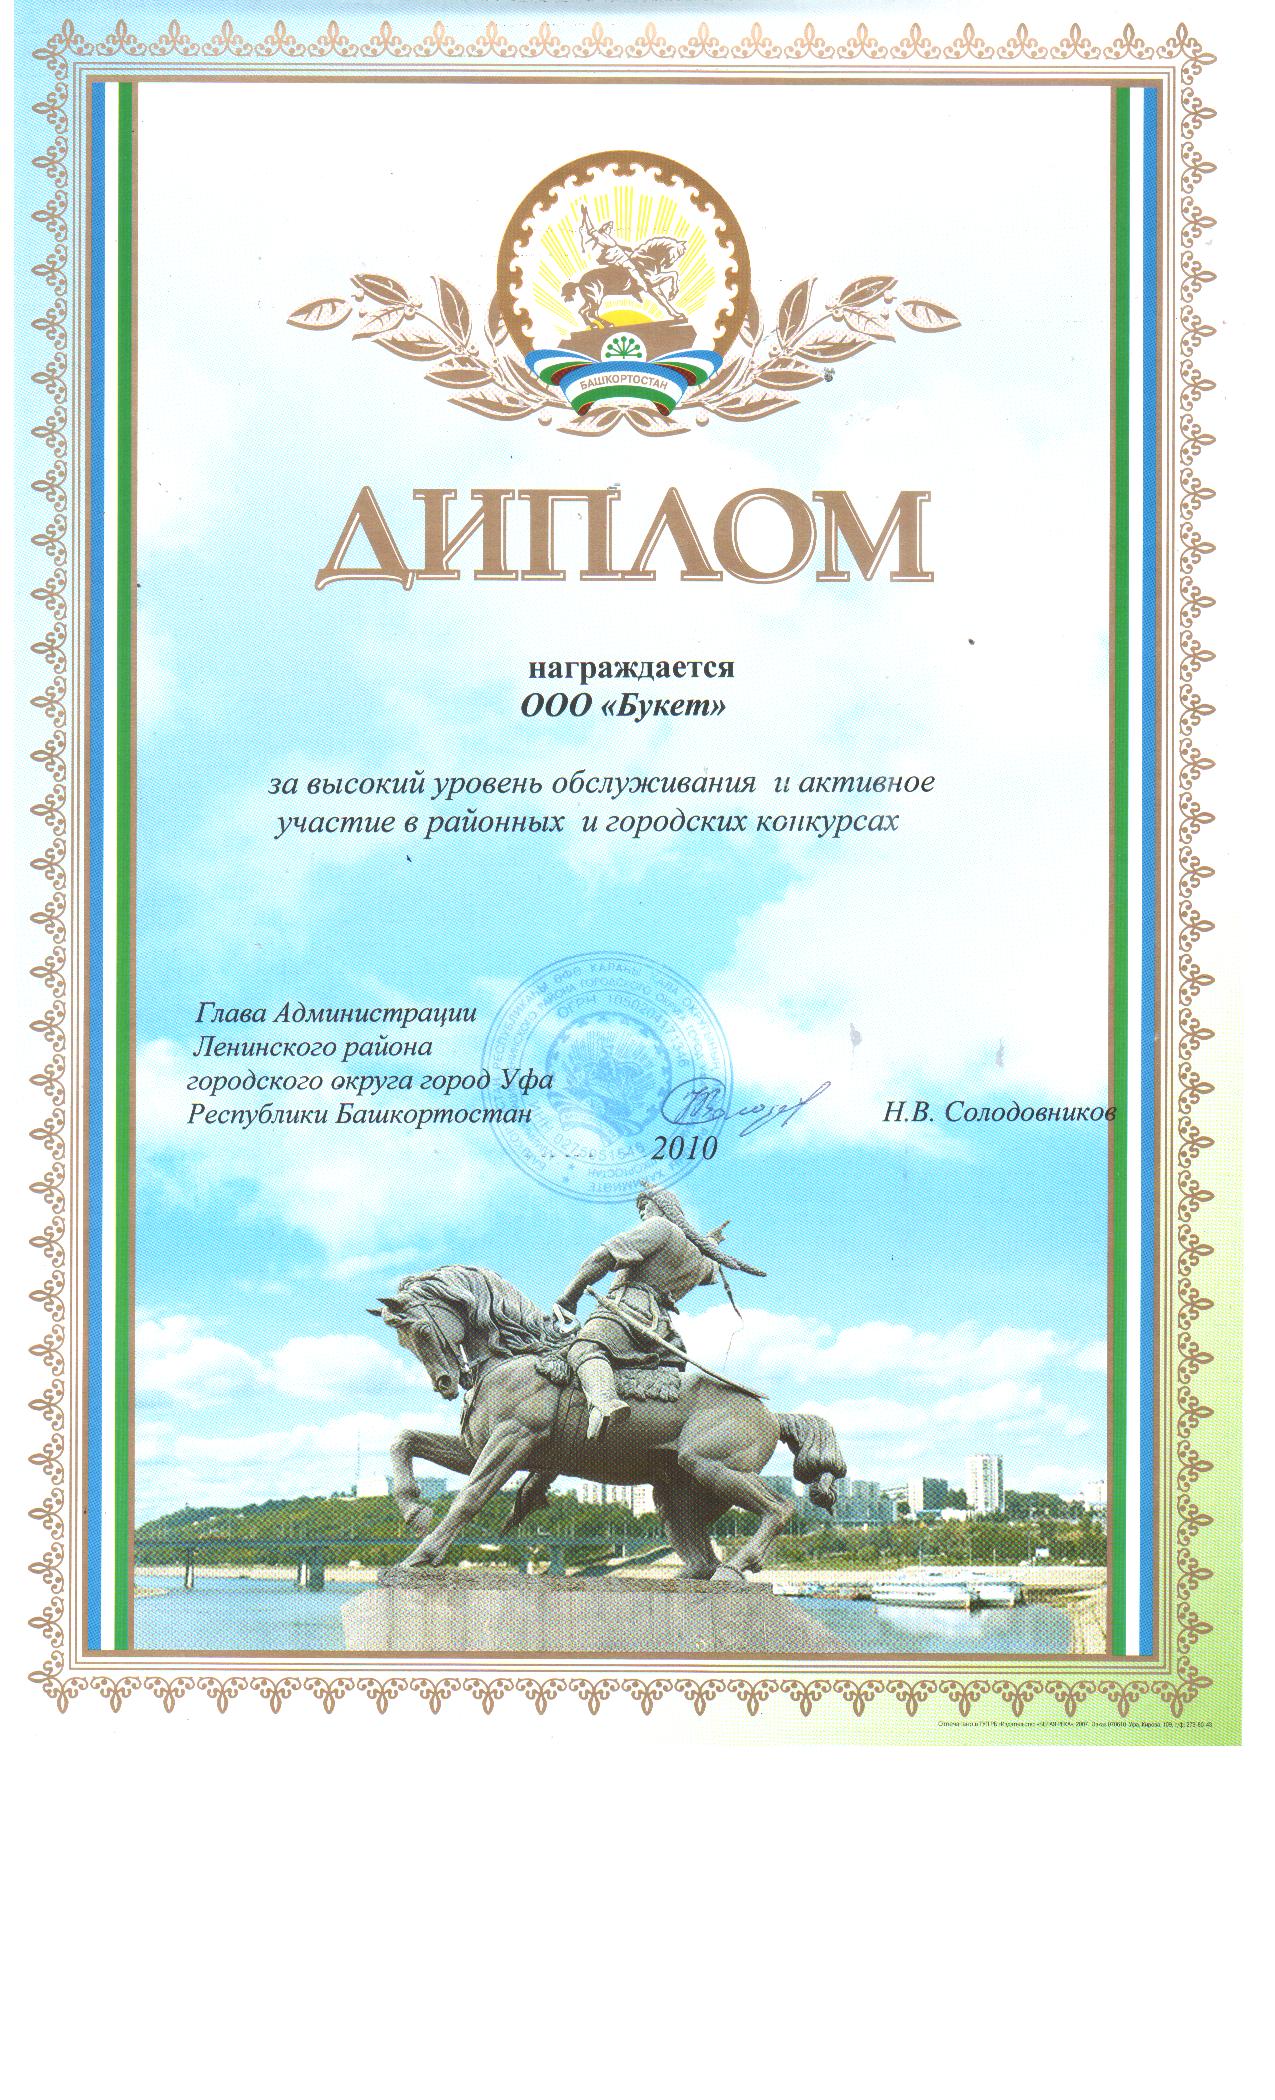 БАШКОРТОСТАН
ДИПЛОМ
награждается
ООО «Букет»
за высокий уровень обслуживания и активное
участие в районных и городских конкурсах
Глава Администрации
Ленинского района
городского округа город Уфа
Республики Башкортостан
Н.В. Солодовников
2010